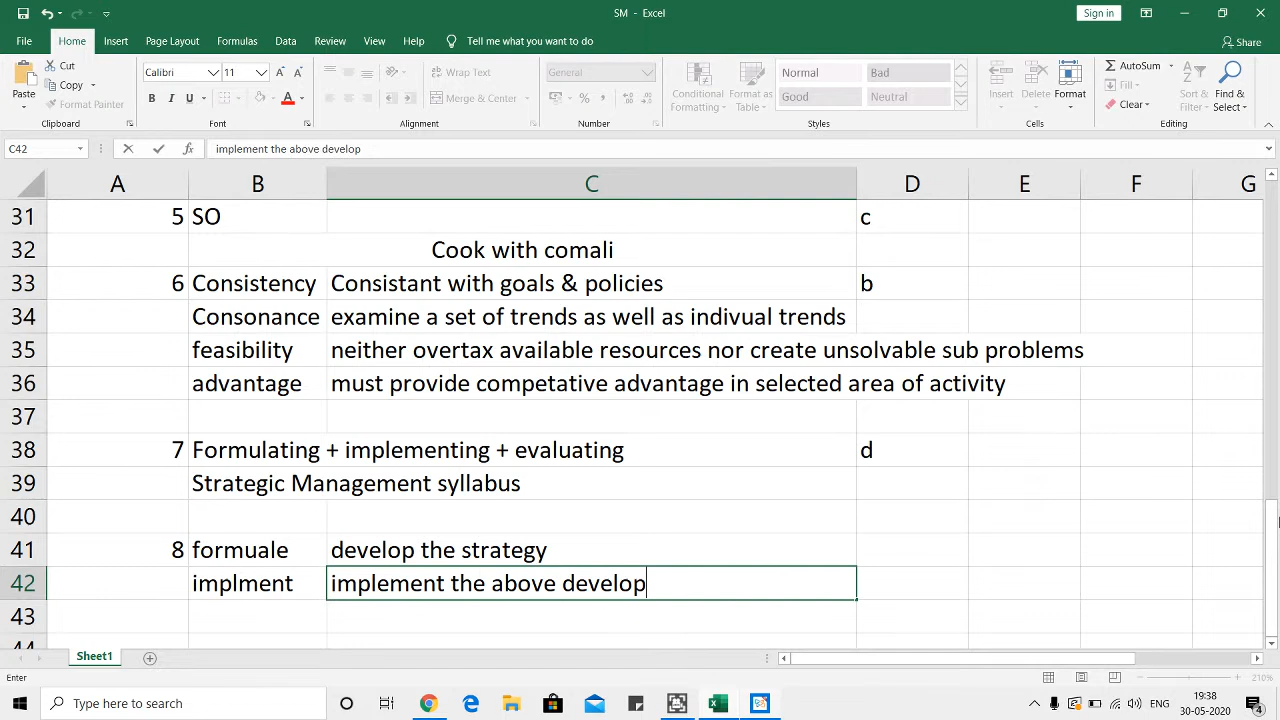 SM - Excel
Sign in
File Home Insert Page Layout Formulas Data Review View Help Tell me what you want to do Share
Paste Cut Copy Format Painter Clipboard
Calibri 11 B I U A Font
Wrap Text Merge & Center Alignment
General % , Number
Conditional Formatting Format as Table Normal Bad Good Neutral Styles
Insert Delete Format Cells
AutoSum Fill Clear Sort & Filter Find & Select Editing
C42 fx implement the above develop
A B C D E F G
31 5 SO c
32 Cook with comali
33 6 Consistency Consistant with goals & policies b
34 Consonance examine a set of trends as well as indivual trends
35 feasibility neither overtax available resources nor create unsolvable sub problems
36 advantage must provide competative advantage in selected area of activity
37
38 7 Formulating + implementing + evaluating d
39 Strategic Management syllabus
40
41 8 formuale develop the strategy
42 implment implement the above develop
43
44
Sheet1
Enter 210%
Type here to search ENG 19:38
30-05-2020 4